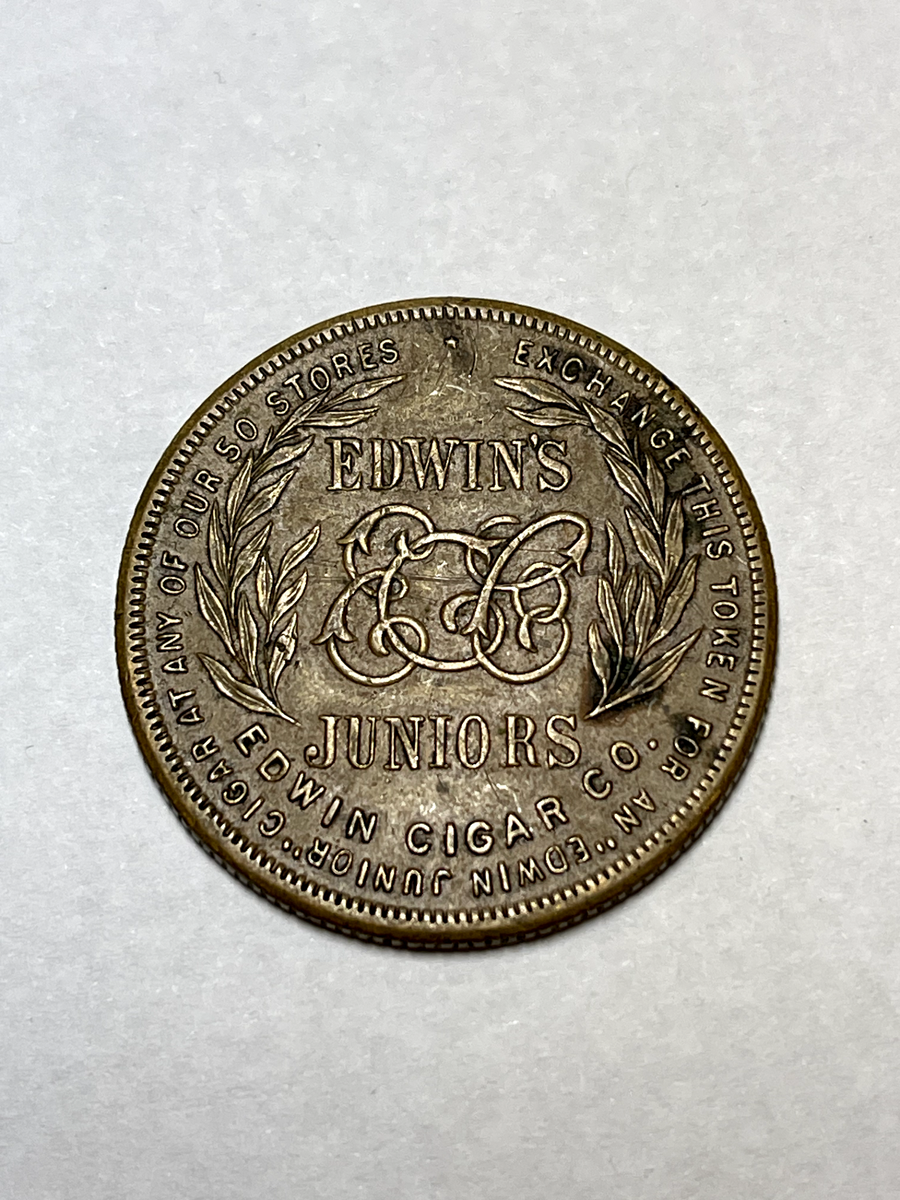 EXCHANGE THIS TOKEN FOR AN "EDWIN JUNIOR" CIGAR AT ANY OF OUR 50 STORES
EDWIN'S
ECC
JUNIORS
EDWIN CIGAR CO.